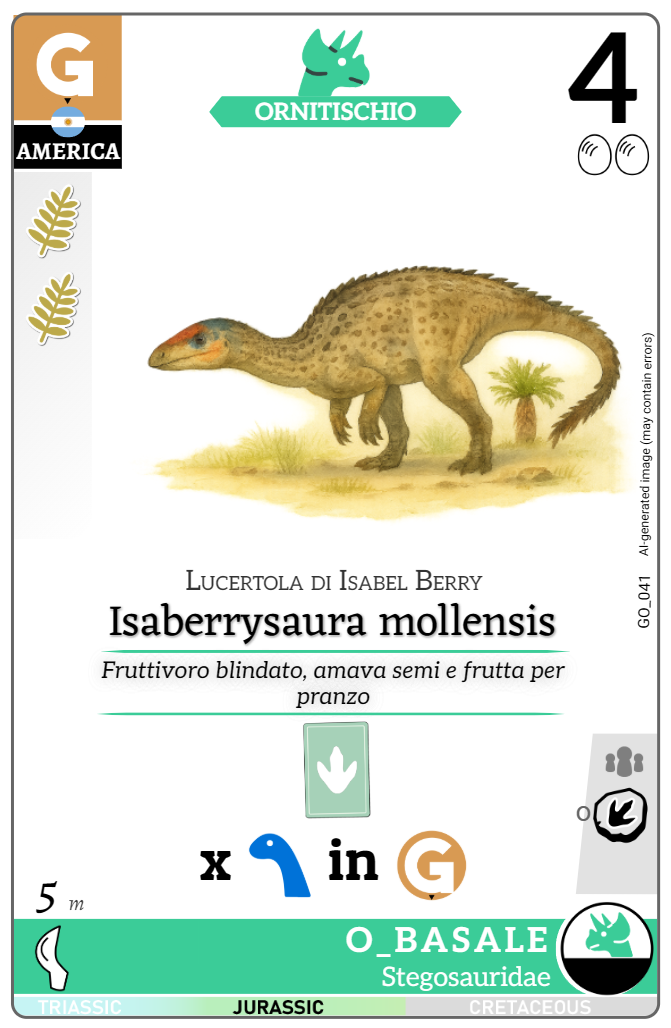 G
AMERICA
ORNITISCHIO
4
AI-generated image (may contain errors)
GO_041
Lucertola di Isabel Berry
Isaberrysaura mollensis
Fruttivoro blindato, amava semi e frutta per
pranzo
O
x in G
5 m
O_BASALE
Stegosauridae
TRIASSIC JURASSIC CRETACEOUS